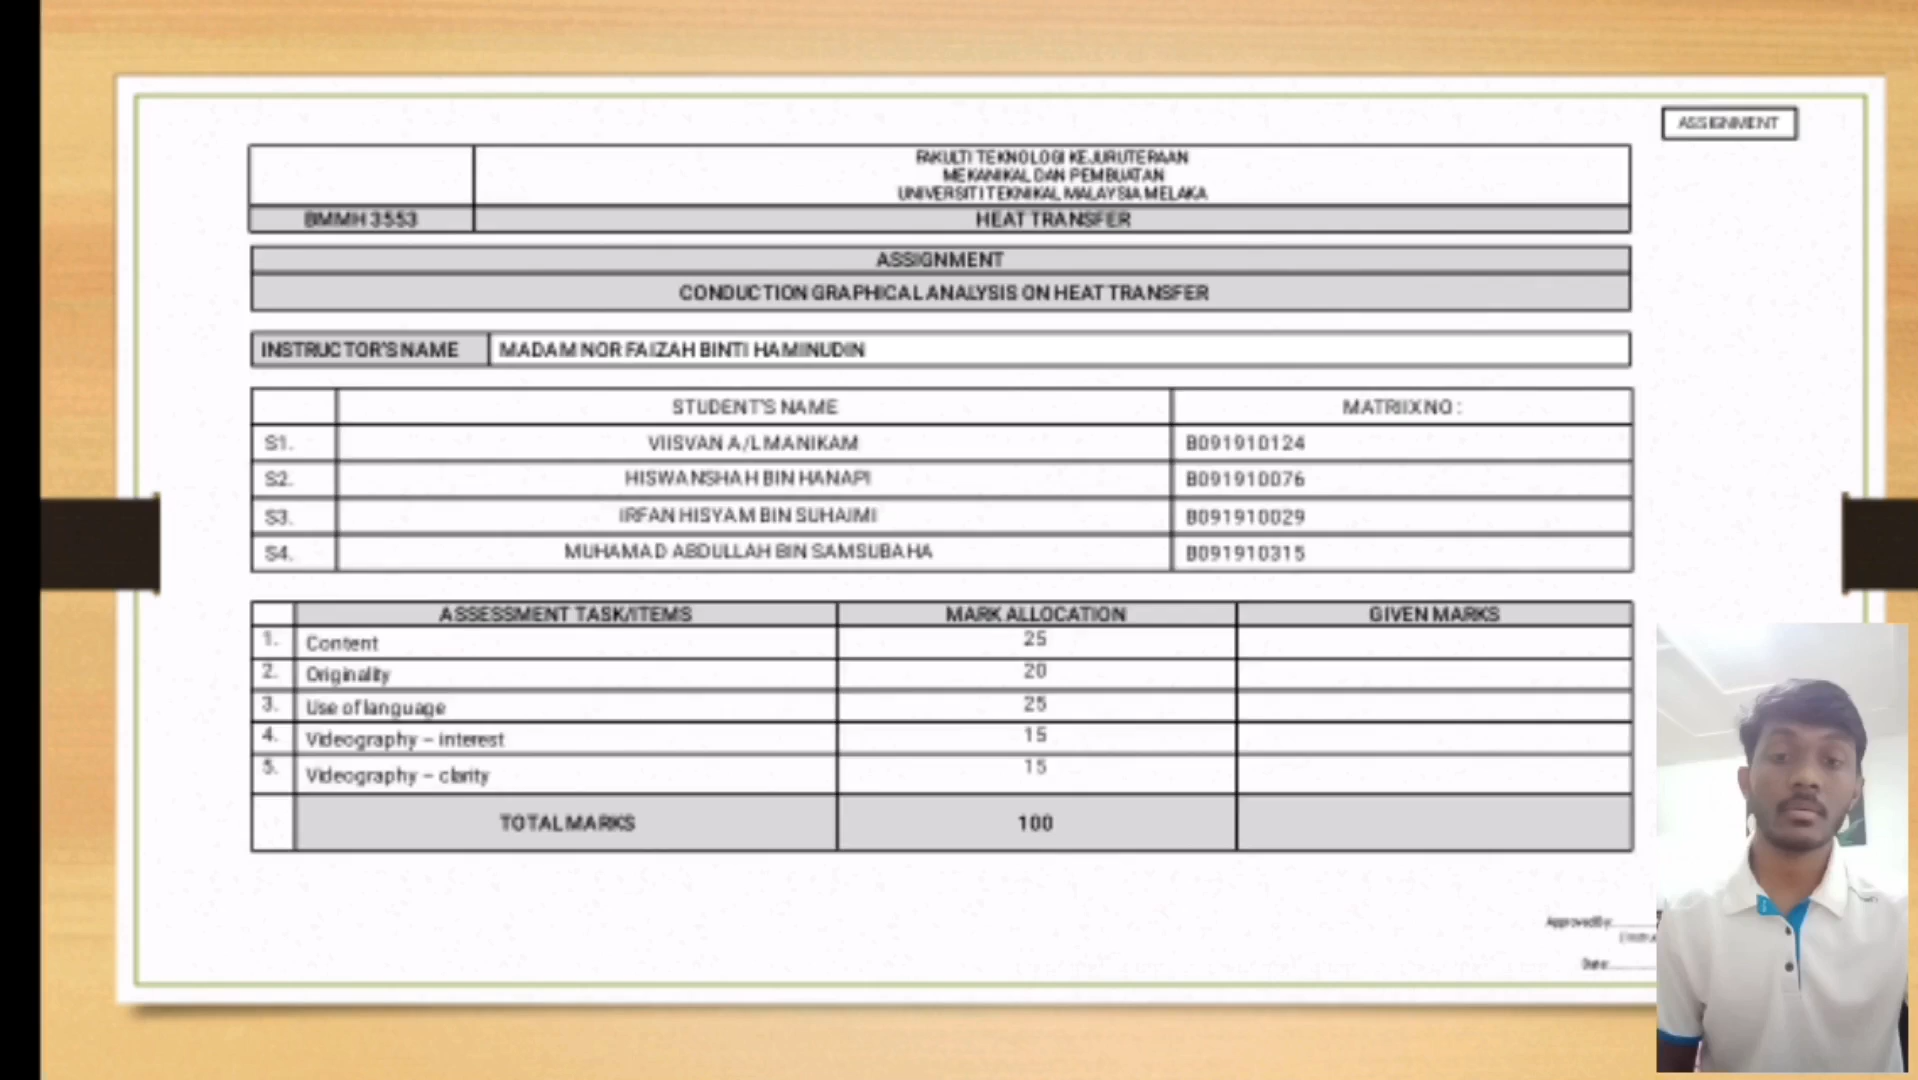 ASSIGNMENT
FAKULTI TEKNOLOGI KEJURUTERAAN
MEKANIKAL DAN PEMBUATAN
UNIVERSITI TEKNIKAL MALAYSIA MELAKA
BMMH 3553 HEAT TRANSFER
ASSIGNMENT
CONDUCTION GRAPHICAL ANALYSIS ON HEAT TRANSFER
INSTRUCTOR'S NAME MADAM NOR FAIZAH BINTI HAMINUDIN
STUDENT'S NAME MATRIIX NO :
S1. VIISVAN A/L MANIKAM B091910124
S2. HISWANSHAH BIN HANAPI B091910076
S3. IRFAN HISYAM BIN SUHAIMI B091910029
S4. MUHAMAD ABDULLAH BIN SAMSUBAHA B091910315
ASSESSMENT TASK/ITEMS MARK ALLOCATION GIVEN MARKS
1. Content 25
2. Originality 20
3. Use of language 25
4. Videography – interest 15
5. Videography – clarity 15
TOTAL MARKS 100
Approved By:
Date: